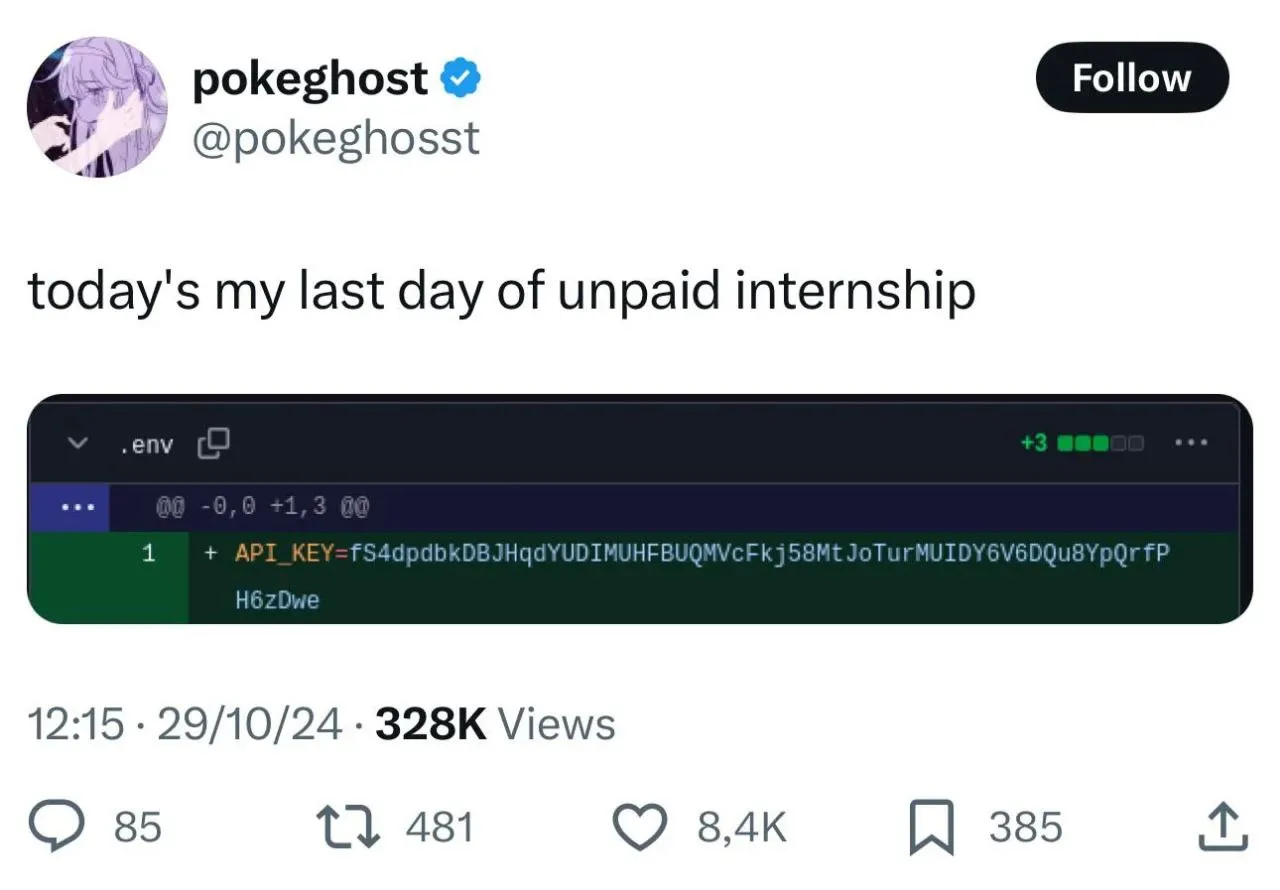 pokeghost
@pokeghosst
Follow
today's my last day of unpaid internship
.env
+3
@@ -0,0 +1,3 @@
1 + API_KEY=fS4dpdbkDBJHqdYUDIMUHFBUQMVcFkj58MtJoTurMUIDY6V6DQu8YpQrfP
H6zDwe
12:15 · 29/10/24 · 328K Views
85 481 8,4K 385